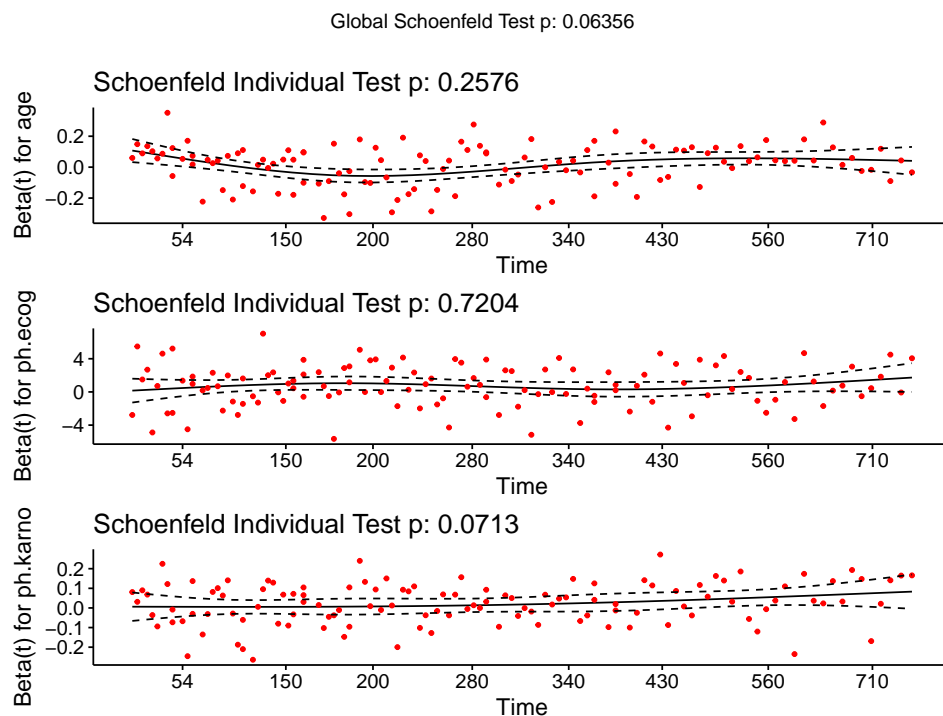 Global Schoenfeld Test p: 0.06356
Schoenfeld Individual Test p: 0.2576
Beta(t) for age
0.2
0.0
−0.2
54 150 200 280 340 430 560 710
Time
Schoenfeld Individual Test p: 0.7204
Beta(t) for ph.ecog
4
0
−4
54 150 200 280 340 430 560 710
Time
Schoenfeld Individual Test p: 0.0713
Beta(t) for ph.karno
0.2
0.1
0.0
−0.1
−0.2
54 150 200 280 340 430 560 710
Time